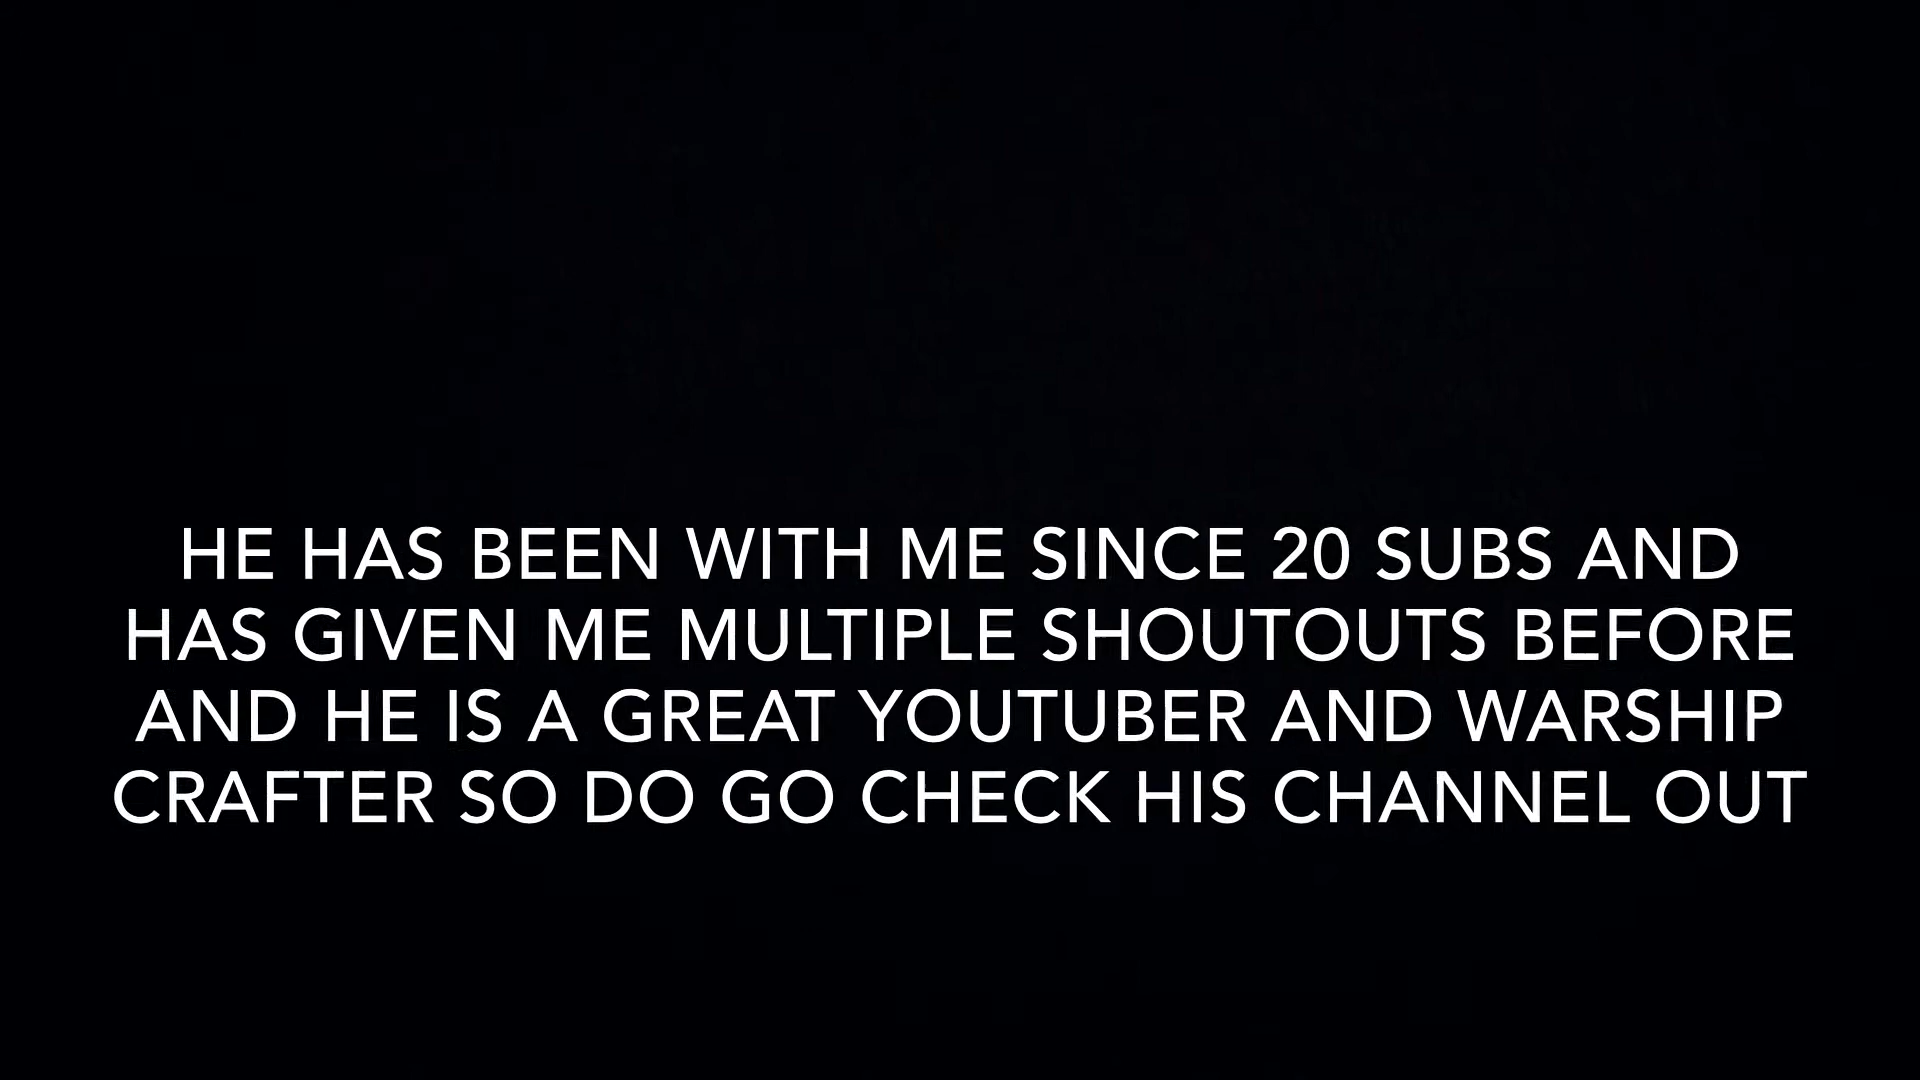 HE HAS BEEN WITH ME SINCE 20 SUBS AND
HAS GIVEN ME MULTIPLE SHOUTOUTS BEFORE
AND HE IS A GREAT YOUTUBER AND WARSHIP
CRAFTER SO DO GO CHECK HIS CHANNEL OUT